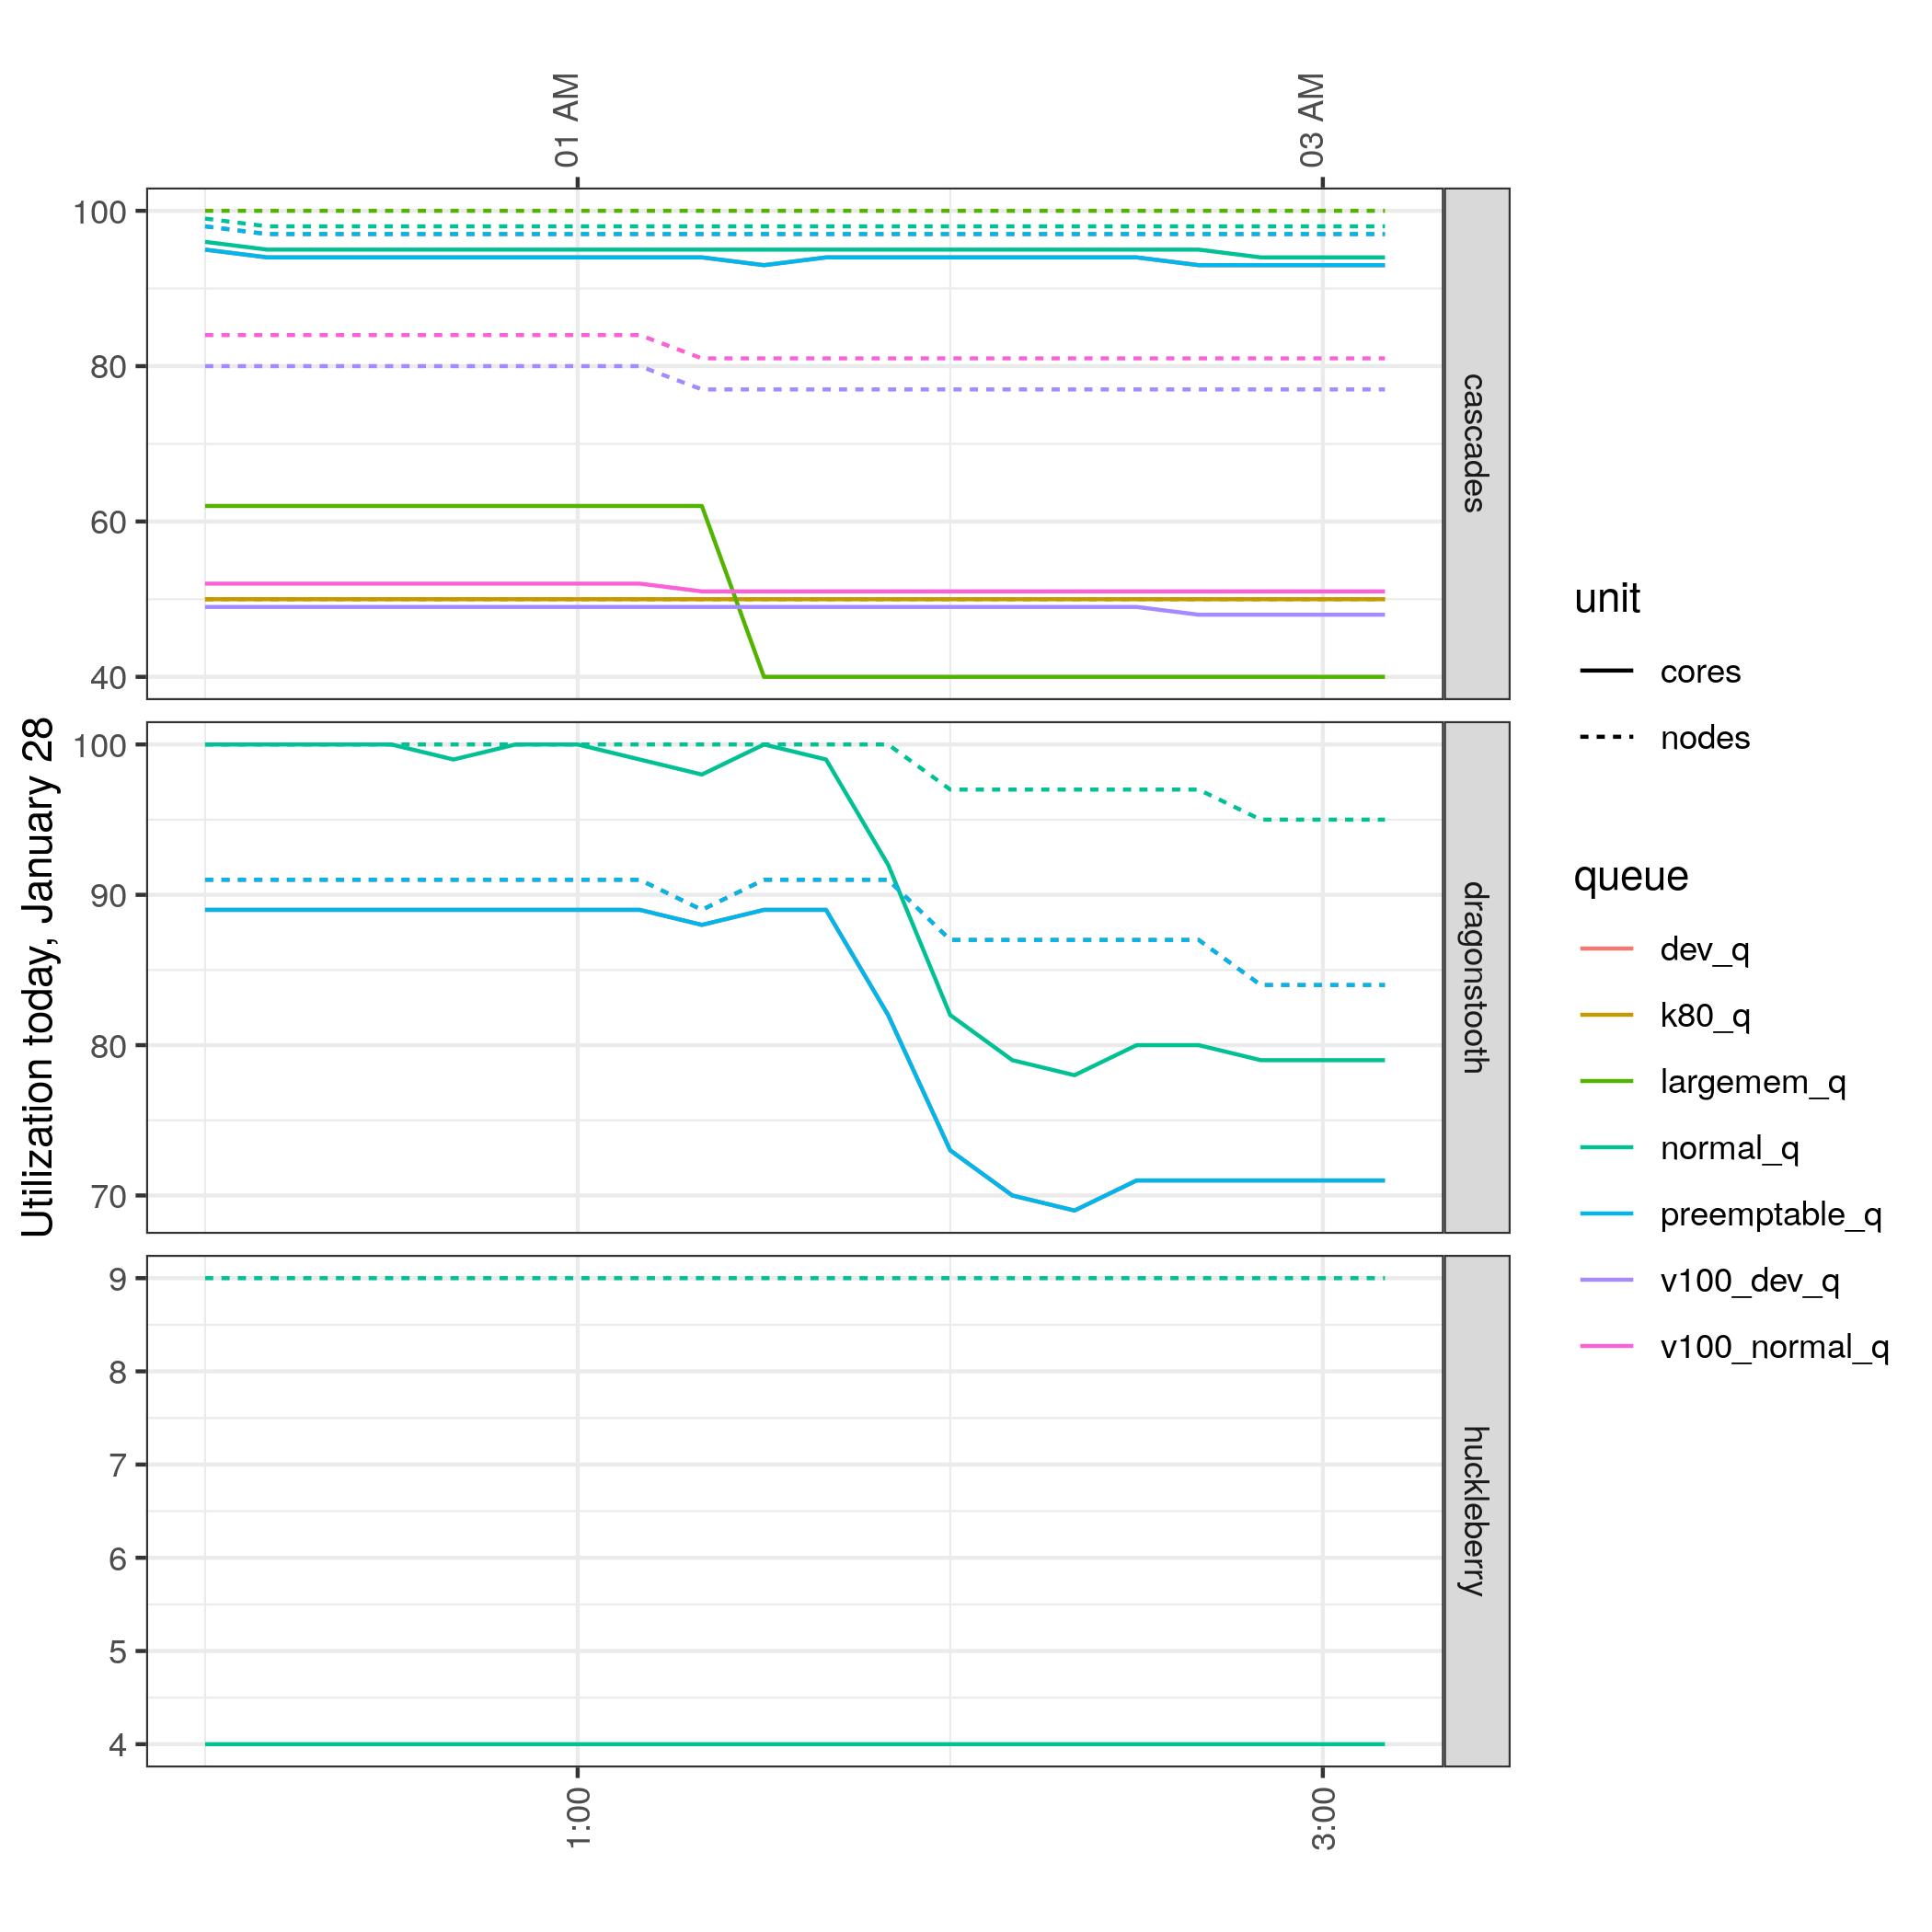 01 AM
03 AM
100
80
60
40
cascades
Utilization today, January 28
100
90
80
70
dragonstooth
9
8
7
6
5
4
huckleberry
1:00
3:00
unit
cores
nodes
queue
dev_q
k80_q
largemem_q
normal_q
preemptable_q
v100_dev_q
v100_normal_q